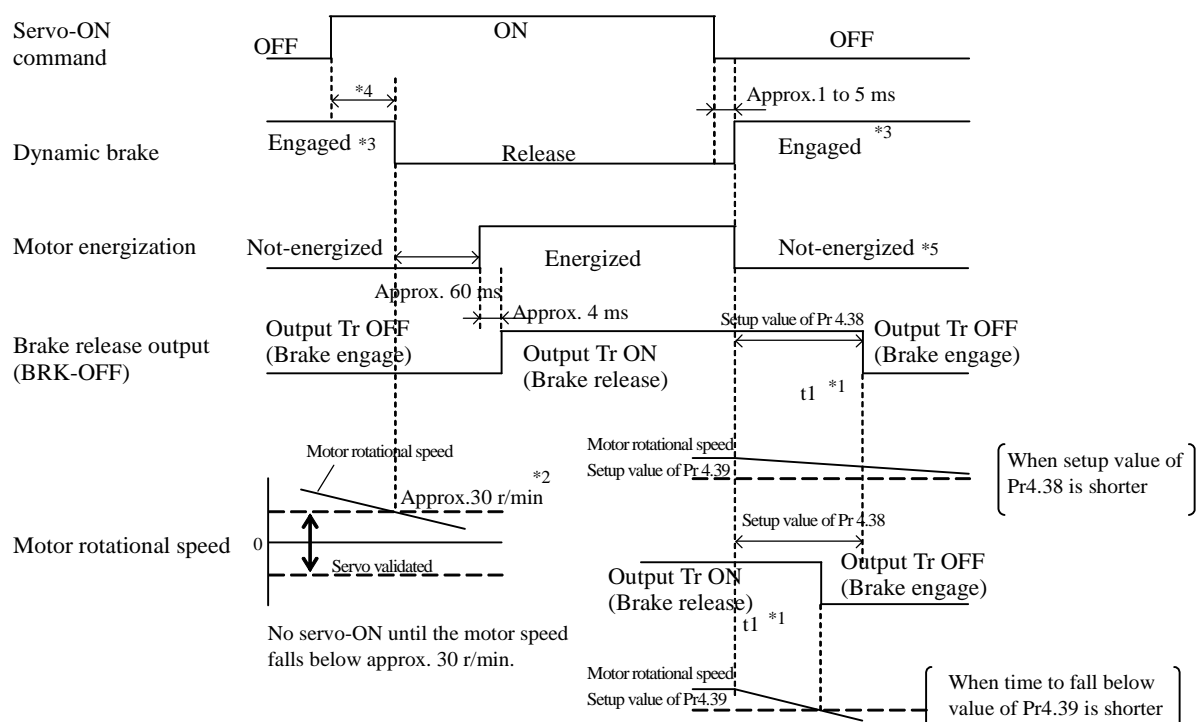 Servo-ON
command
OFF
ON
OFF
*4
Approx.1 to 5 ms
Dynamic brake
Engaged *3
Release
Engaged *3
Motor energization
Not-energized
Energized
Not-energized *5
Approx. 60 ms
Approx. 4 ms
Brake release output
(BRK-OFF)
Output Tr OFF
(Brake engage)
Output Tr ON
(Brake release)
Setup value of Pr 4.38
Output Tr OFF
(Brake engage)
t1 *1
Motor rotational speed
Motor rotational speed
Approx.30 r/min *2
0
Servo validated
No servo-ON until the motor speed
falls below approx. 30 r/min.
Motor rotational speed
Setup value of Pr 4.39
When setup value of
Pr4.38 is shorter
Setup value of Pr 4.38
Output Tr ON
(Brake release)
Output Tr OFF
(Brake engage)
t1 *1
Motor rotational speed
Setup value of Pr4.39
When time to fall below
value of Pr4.39 is shorter